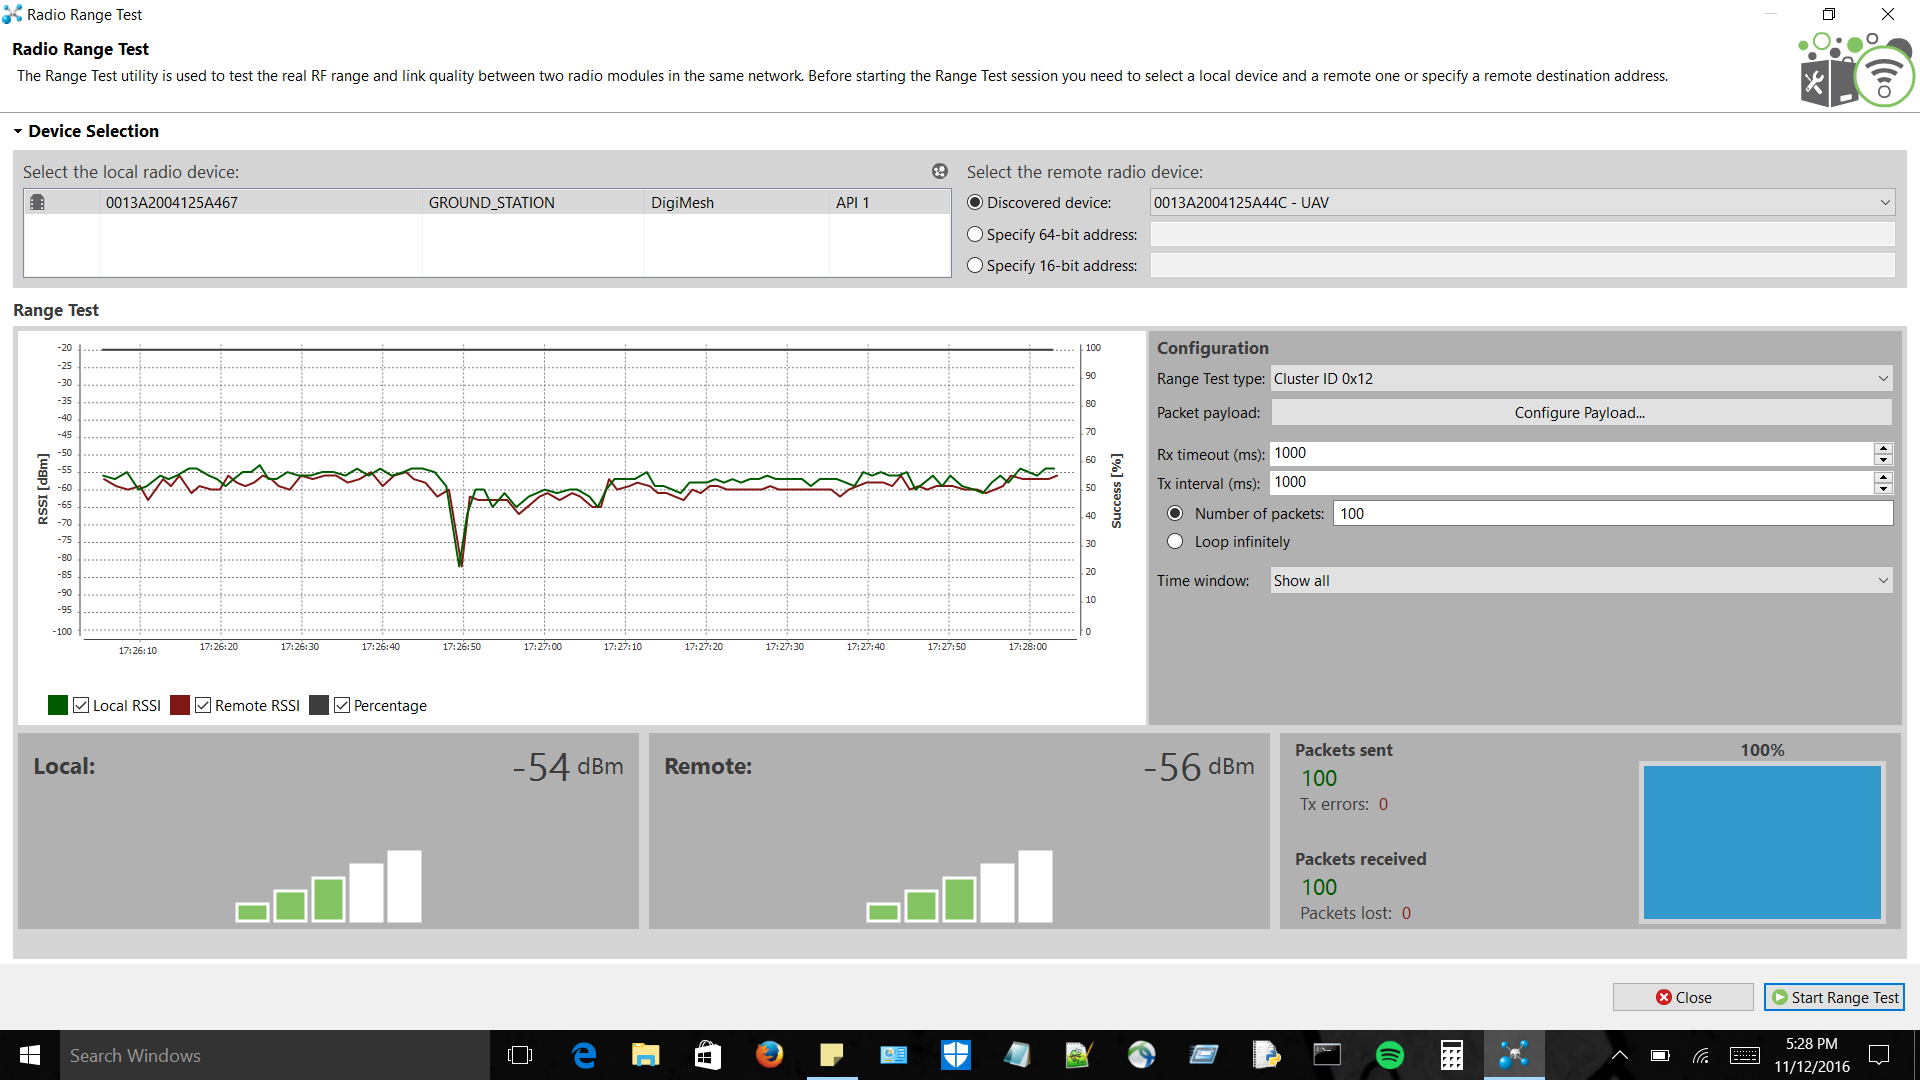 Radio Range Test
Radio Range Test
The Range Test utility is used to test the real RF range and link quality between two radio modules in the same network. Before starting the Range Test session you need to select a local device and a remote one or specify a remote destination address.
Device Selection
Select the local radio device:
0013A2004125A467 GROUND_STATION DigiMesh API 1
Select the remote radio device:
Discovered device: 0013A2004125A44C - UAV
Specify 64-bit address:
Specify 16-bit address:
Range Test
RSSI [dBm]
-20
-25
-30
-35
-40
-45
-50
-55
-60
-65
-70
-75
-80
-85
-90
-95
-100
100
90
80
70
60
50
40
30
20
10
0
Success [%]
17:26:10 17:26:20 17:26:30 17:26:40 17:26:50 17:27:00 17:27:10 17:27:20 17:27:30 17:27:40 17:27:50 17:28:00
Local RSSI Remote RSSI Percentage
Configuration
Range Test type: Cluster ID 0x12
Packet payload: Configure Payload...
Rx timeout (ms): 1000
Tx interval (ms): 1000
Number of packets: 100
Loop infinitely
Time window: Show all
Local: -54 dBm
Remote: -56 dBm
Packets sent
100
Tx errors: 0
Packets received
100
Packets lost: 0
100%
Close
Start Range Test
Search Windows
5:28 PM
11/12/2016